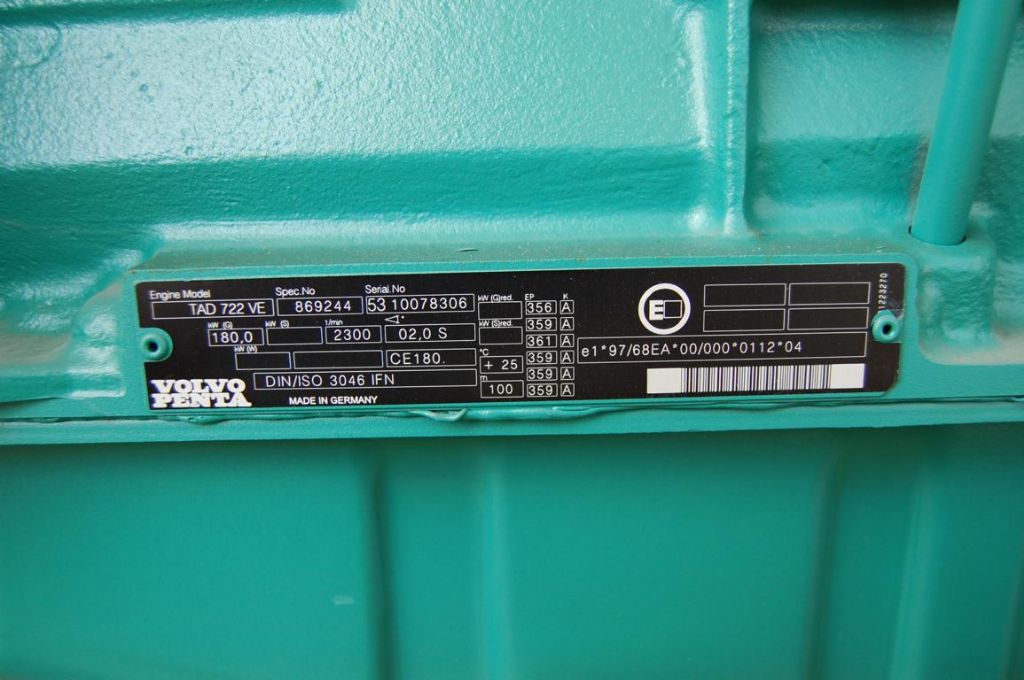 Engine Model Spec.No Serial.No
TAD 722 VE 869244 53 10078306
kW (G) kW (S) 1/min
180,0 2300 02,0 S
kW (W)
CE180.
DIN/ISO 3046 IFN
VOLVO
PENTA
MADE IN GERMANY
kW (G)red.
kW (S)red.
°C
+ 25
m
100
EP K
356 A
359 A
361 A
359 A
359 A
359 A
E
e1*97/68EA*00/000*0112*04
1223270